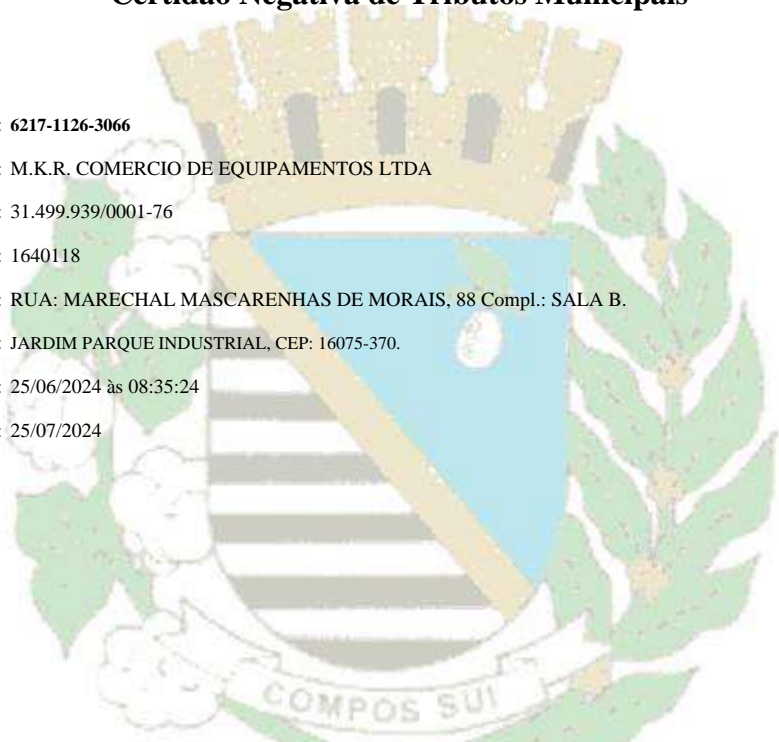 Certidão Negativa de Tributos Municipais
: 6217-1126-3066
: M.K.R. COMERCIO DE EQUIPAMENTOS LTDA
: 31.499.939/0001-76
: 1640118
: RUA: MARECHAL MASCARENHAS DE MORAIS, 88 Compl.: SALA B.
: JARDIM PARQUE INDUSTRIAL, CEP: 16075-370.
: 25/06/2024 às 08:35:24
: 25/07/2024
COMPOS SUI